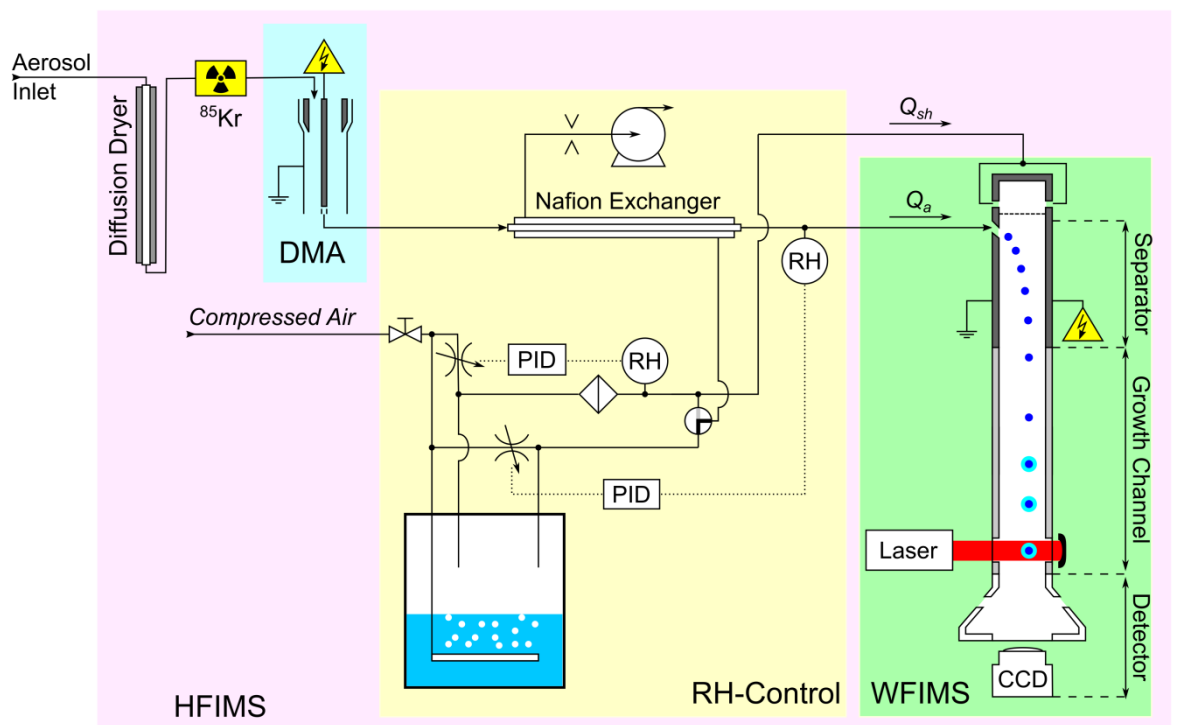 Aerosol
Inlet
⁸⁵Kr
Diffusion Dryer
DMA
Nafion Exchanger
Qsh
Qa
RH
Compressed Air
PID
RH
PID
Separator
Growth Channel
Laser
Detector
CCD
HFIMS
RH-Control
WFIMS